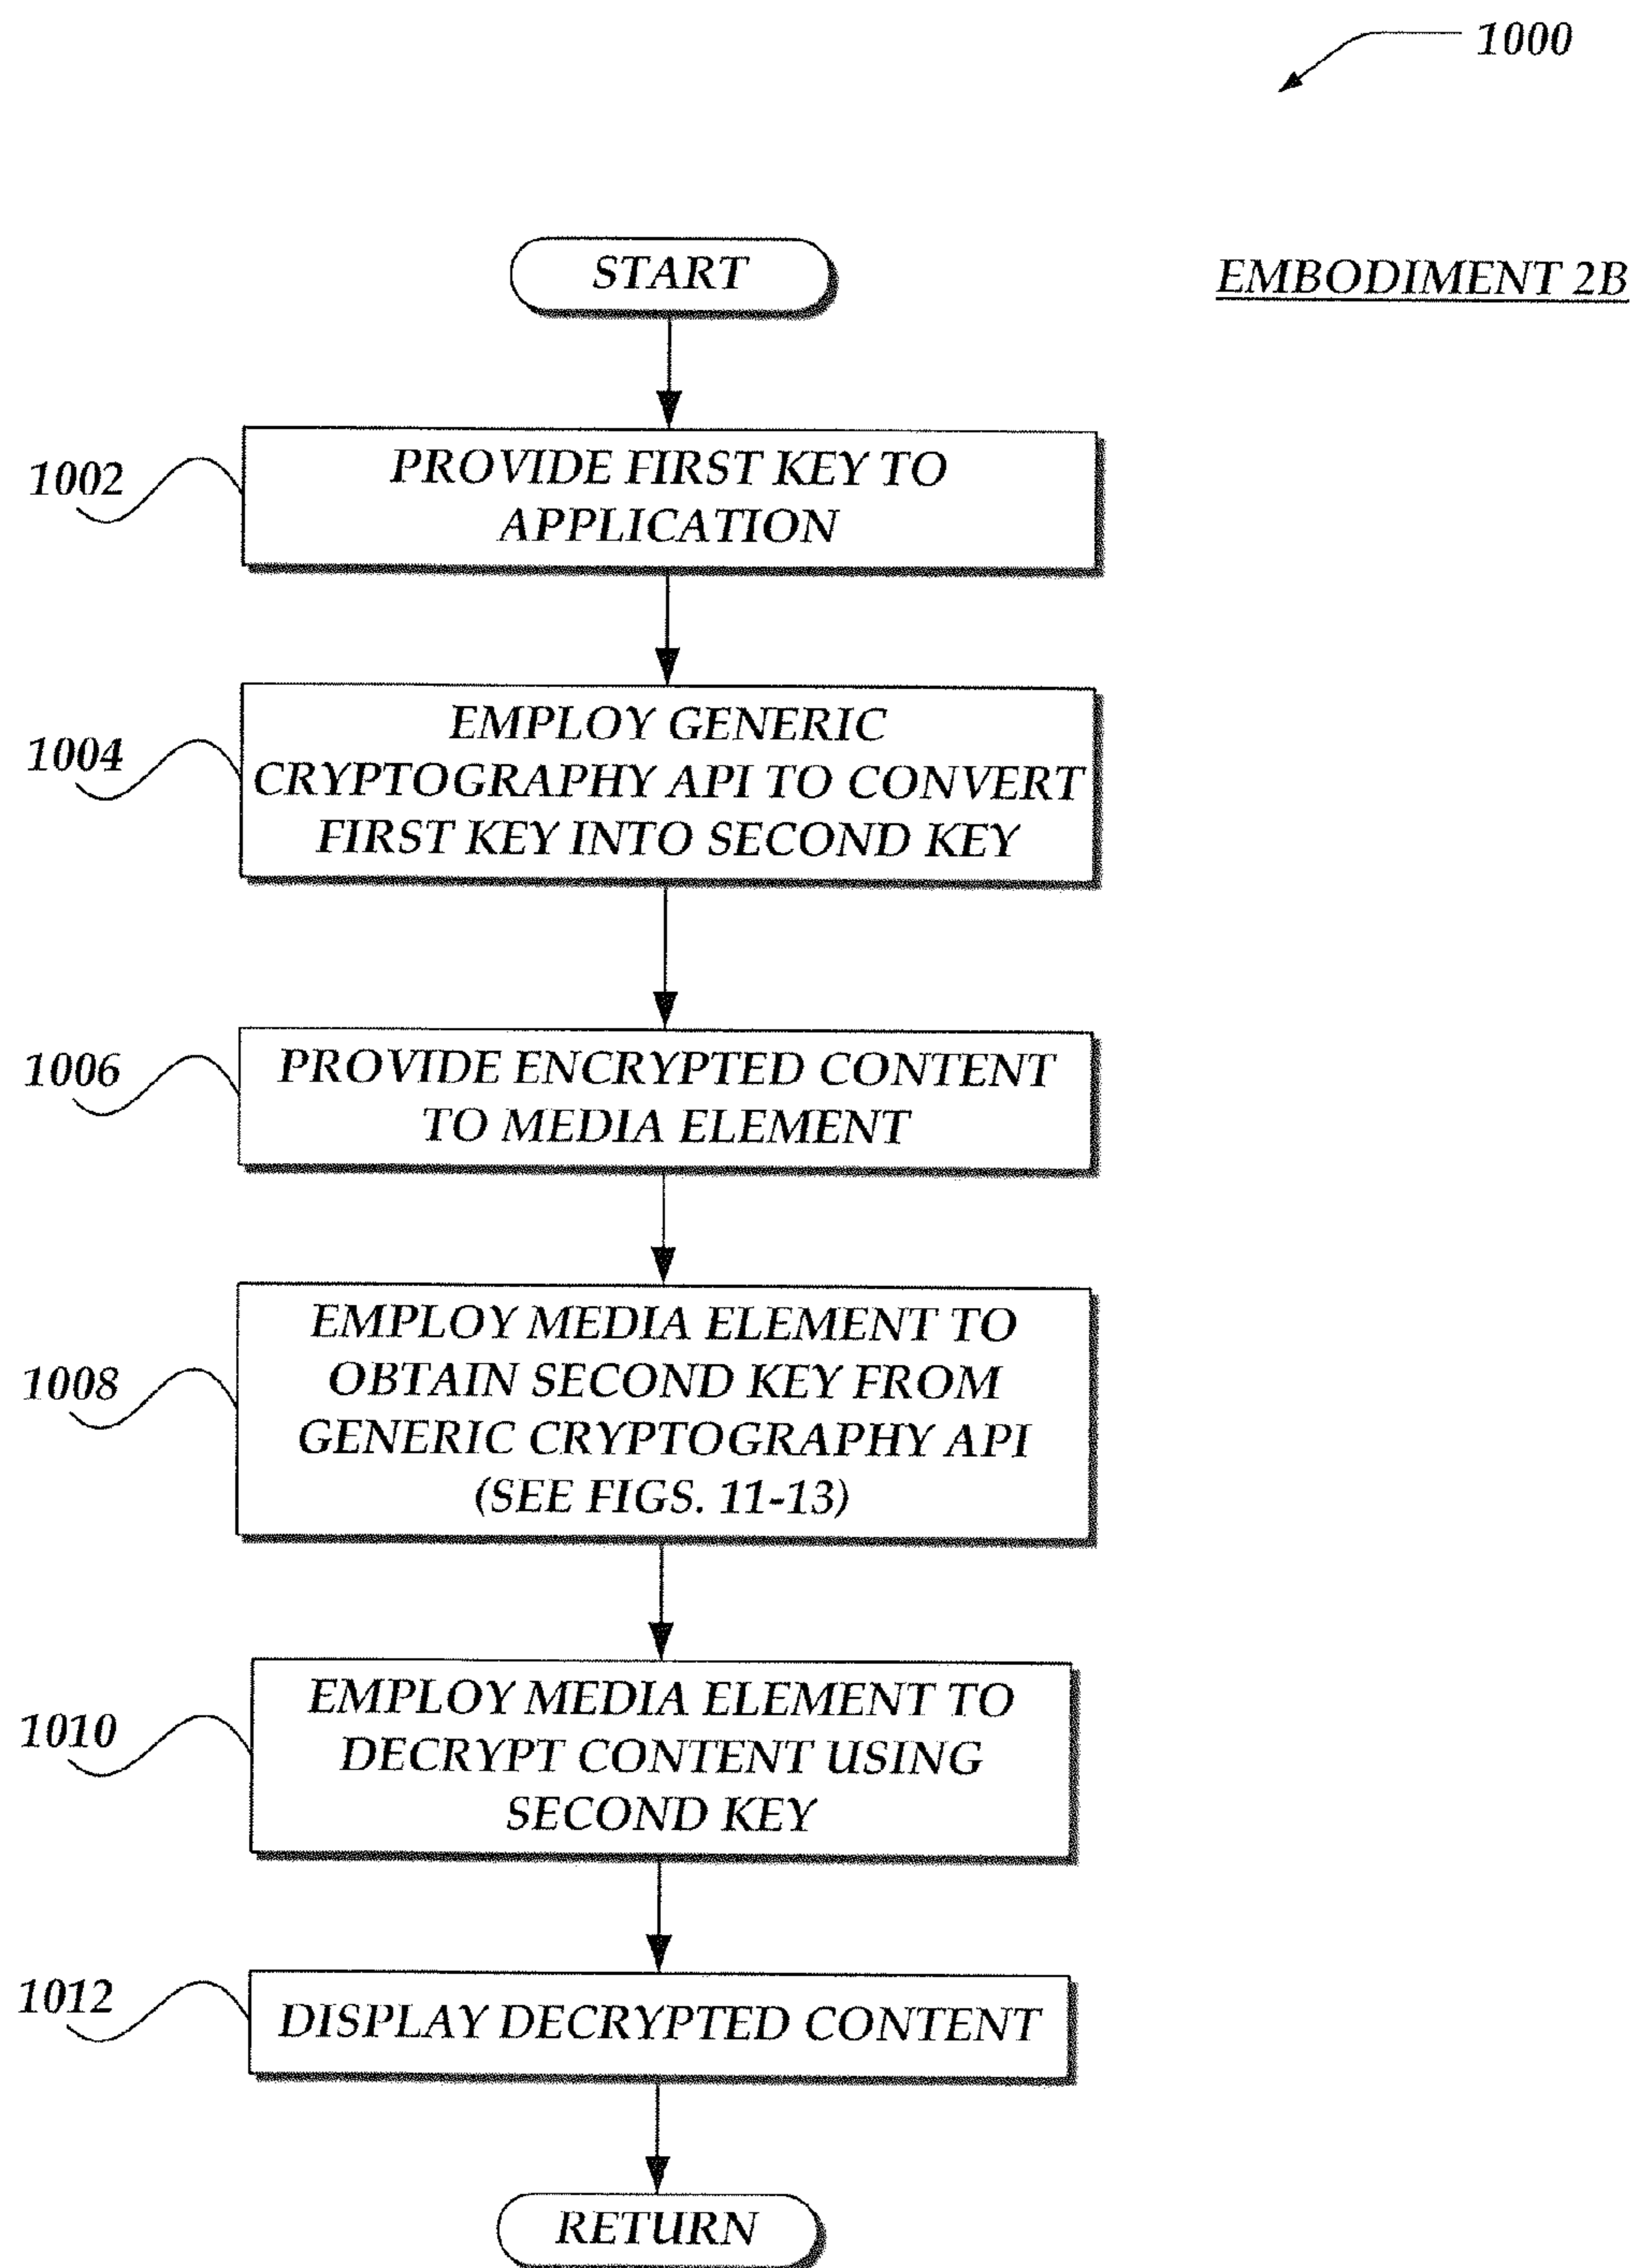 1000
START
EMBODIMENT 2B
1002
PROVIDE FIRST KEY TO
APPLICATION
1004
EMPLOY GENERIC
CRYPTOGRAPHY API TO CONVERT
FIRST KEY INTO SECOND KEY
1006
PROVIDE ENCRYPTED CONTENT
TO MEDIA ELEMENT
1008
EMPLOY MEDIA ELEMENT TO
OBTAIN SECOND KEY FROM
GENERIC CRYPTOGRAPHY API
(SEE FIGS. 11-13)
1010
EMPLOY MEDIA ELEMENT TO
DECRYPT CONTENT USING
SECOND KEY
1012
DISPLAY DECRYPTED CONTENT
RETURN